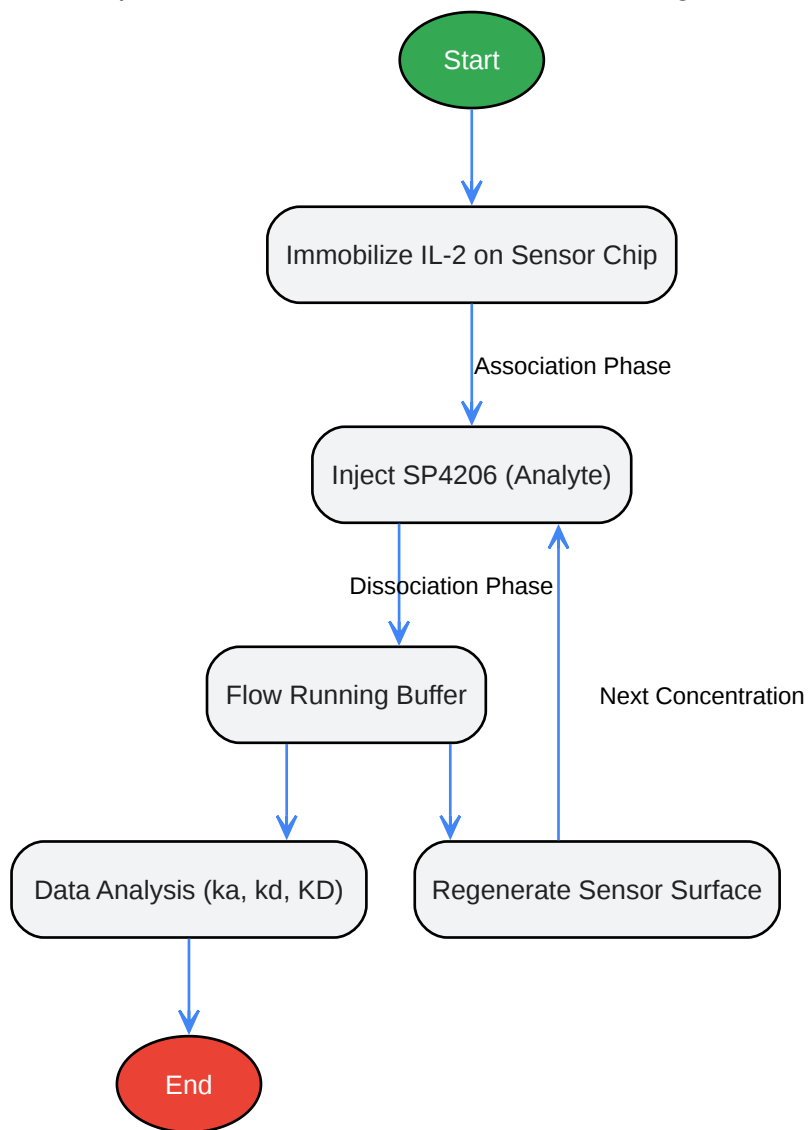 Start
Immobilize IL-2 on Sensor Chip
Association Phase
Inject SP4206 (Analyte)
Dissociation Phase
Flow Running Buffer
Next Concentration
Data Analysis (ka, kd, KD)
Regenerate Sensor Surface
End